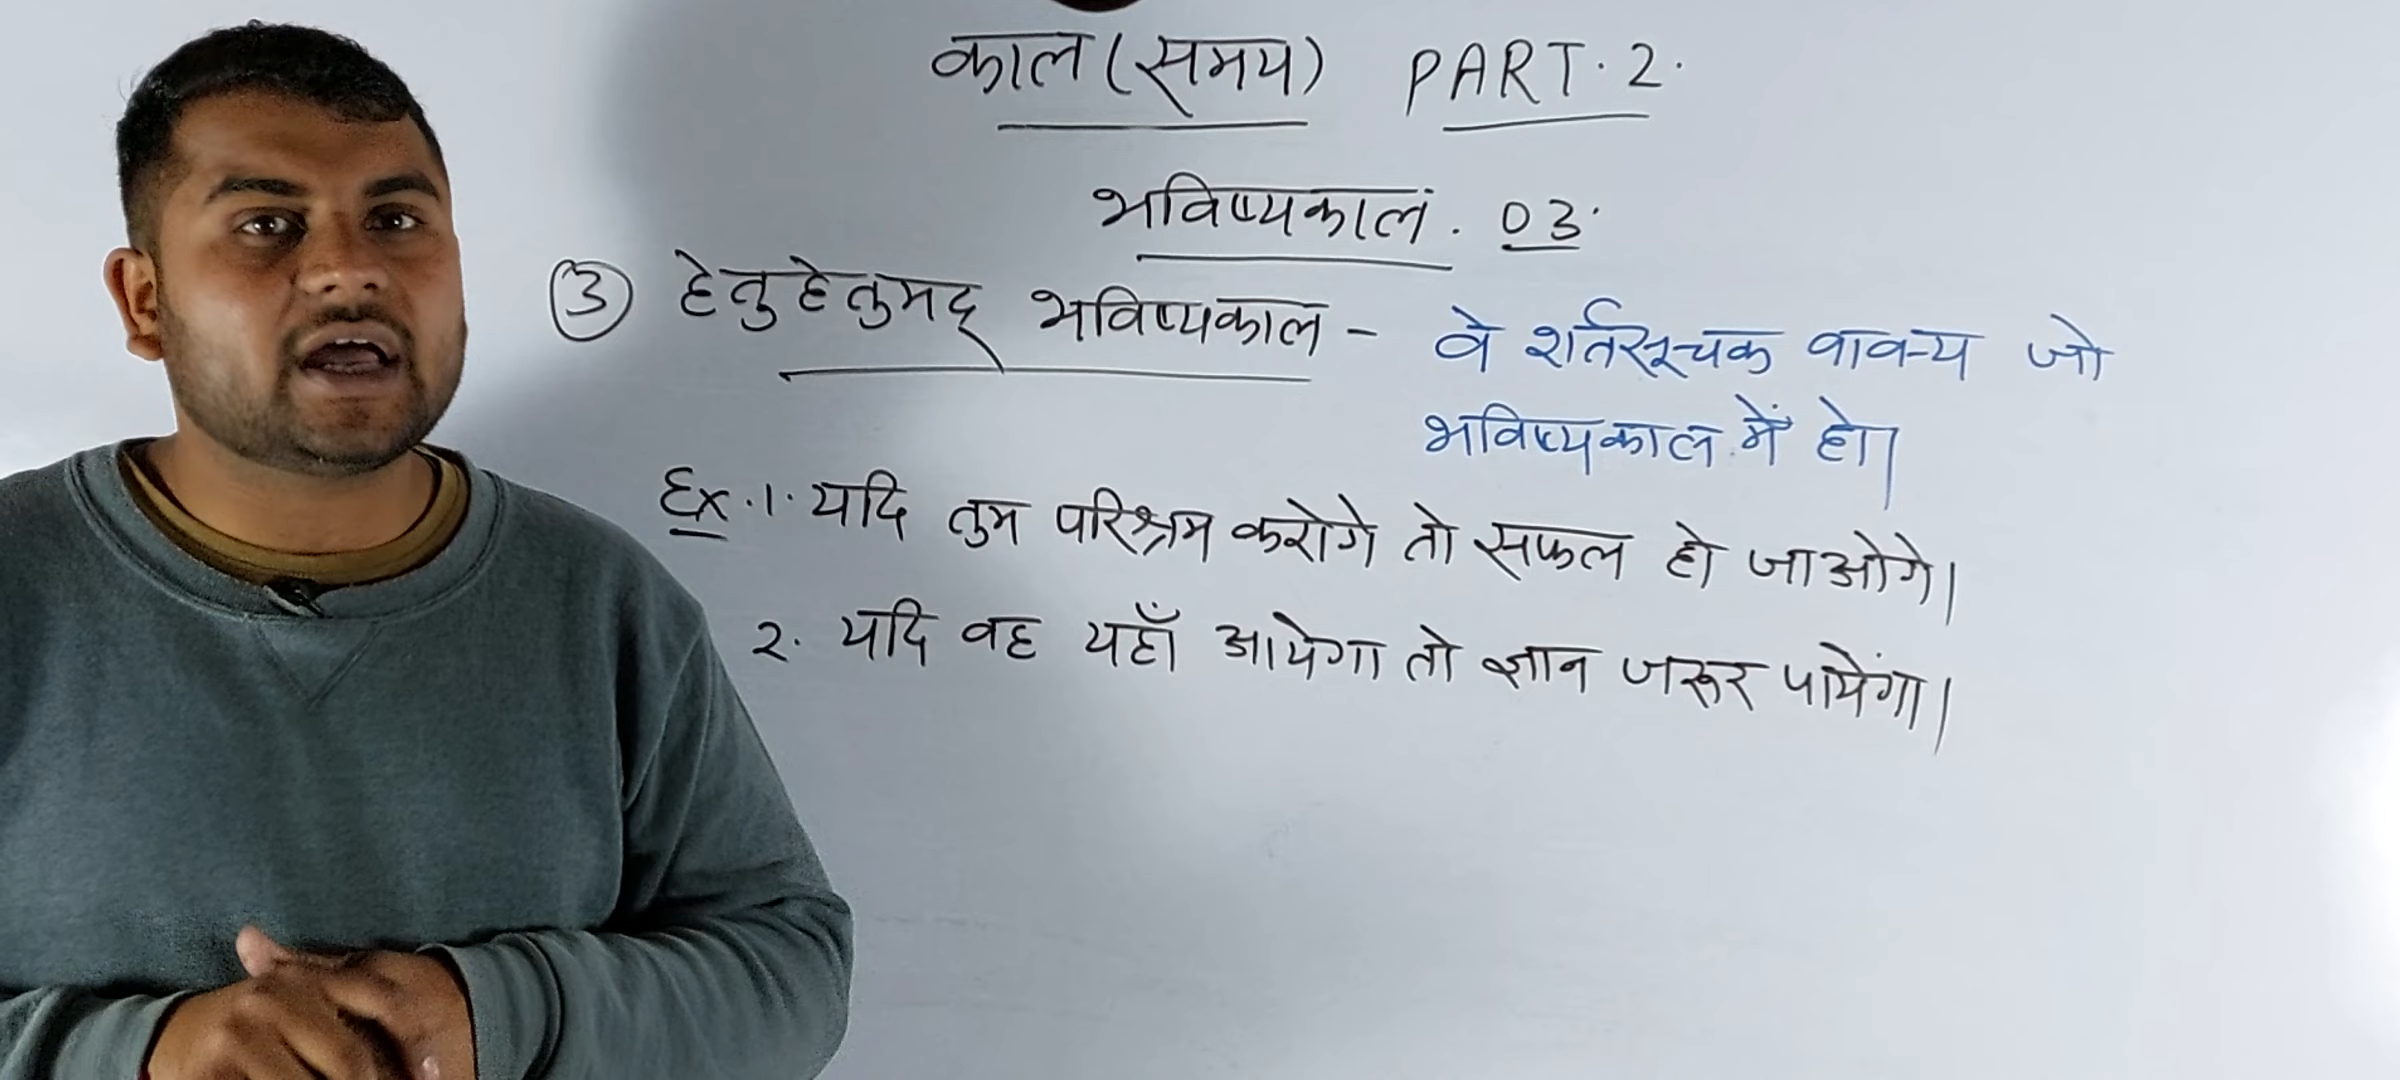 काल (समय) PART.2.
भविष्यकाल. 03.
③ हेतुहेतुमद् भविष्यकाल - वे शर्तसूचक वाक्य जो
भविष्यकाल में हो।
Ex.1. यदि तुम परिश्रम करोगे तो सफल हो जाओगे।
2. यदि वह यहाँ आयेगा तो ज्ञान जरूर पायेंगा।